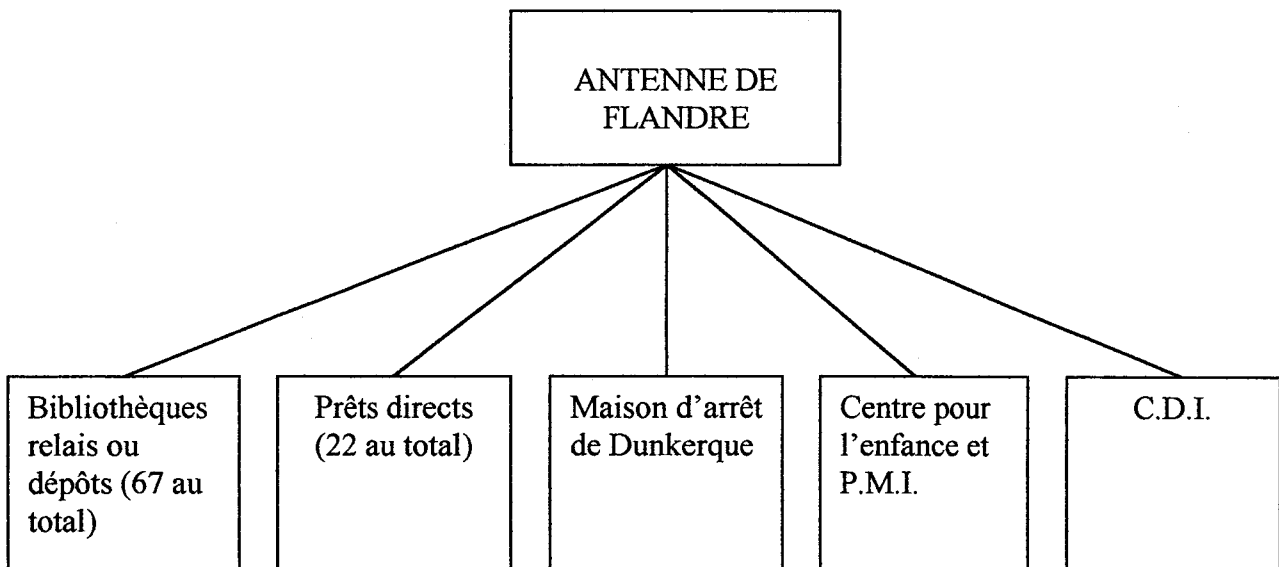 ANTENNE DE
FLANDRE
Bibliothèques
relais ou
dépôts (67 au
total)
Prêts directs
(22 au total)
Maison d'arrêt
de Dunkerque
Centre pour
l'enfance et
P.M.I.
C.D.I.